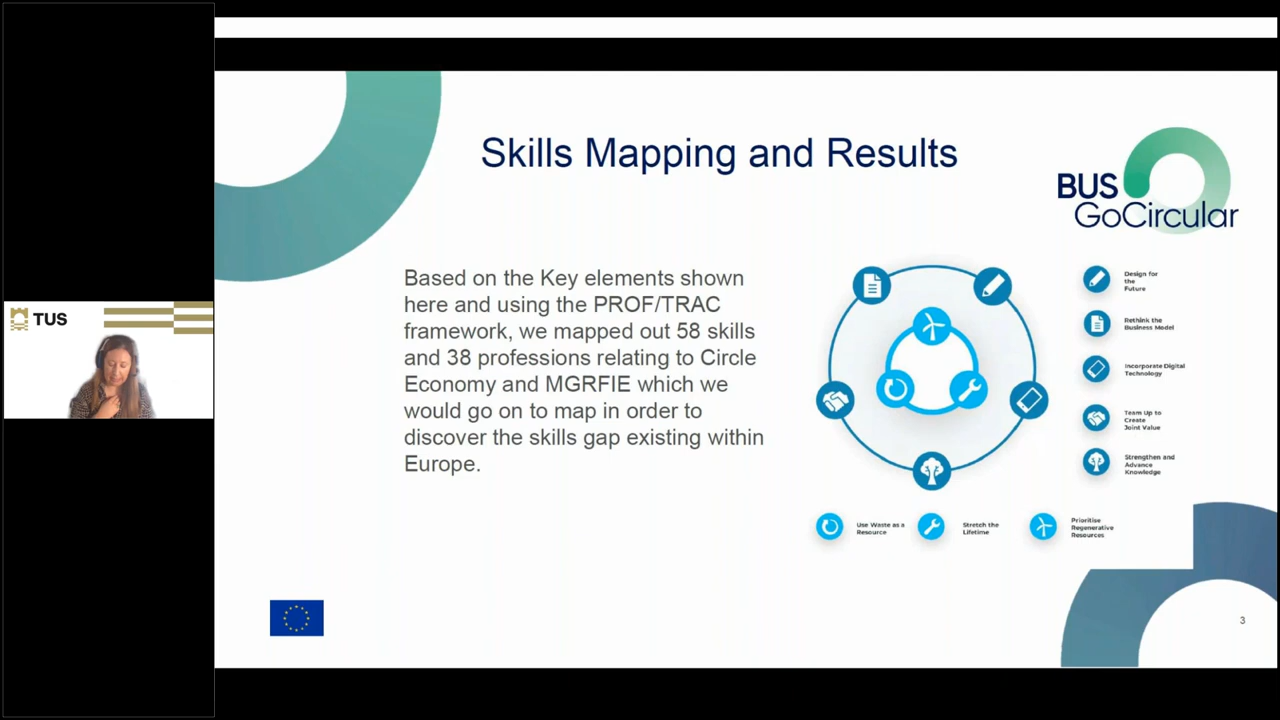 TUS
Skills Mapping and Results
BUS
GoCircular
Based on the Key elements shown
here and using the PROF/TRAC
framework, we mapped out 58 skills
and 38 professions relating to Circle
Economy and MGRFIE which we
would go on to map in order to
discover the skills gap existing within
Europe.
Design for
the
Future
Rethink the
Business Model
Incorporate Digital
Technology
Team Up to
Create
Joint Value
Strengthen and
Advance
Knowledge
Use Waste as a
Resource
Stretch the
Lifetime
Prioritise
Regenerative
Resources
3